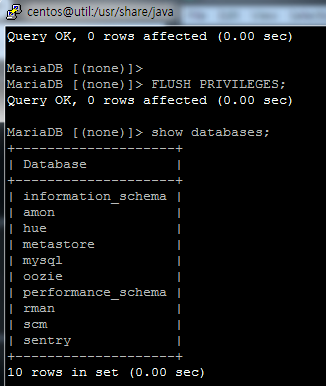 centos@util:/usr/share/java
Query OK, 0 rows affected (0.00 sec)
MariaDB [(none)]>
MariaDB [(none)]> FLUSH PRIVILEGES;
Query OK, 0 rows affected (0.00 sec)
MariaDB [(none)]> show databases;
+--------------------+
| Database           |
+--------------------+
| information_schema |
| amon               |
| hue                |
| metastore          |
| mysql              |
| oozie              |
| performance_schema |
| rman               |
| scm                |
| sentry             |
+--------------------+
10 rows in set (0.00 sec)